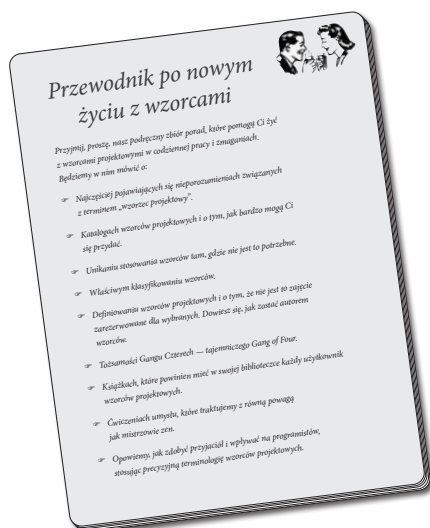 Przewodnik po nowym
życiu z wzorcami
Przyjmij, proszę, nasz podręczny zbiór porad, które pomogą Ci żyć
z wzorcami projektowymi w codziennej pracy i zmaganiach.
Będziemy w nim mówić o:
☞ Najczęściej pojawiających się nieporozumieniach związanych
z terminem „wzorzec projektowy”.
☞ Katalogach wzorców projektowych i o tym, jak bardzo mogą Ci
się przydać.
☞ Unikaniu stosowania wzorców tam, gdzie nie jest to potrzebne.
☞ Właściwym klasyfikowaniu wzorców.
☞ Definiowaniu wzorców projektowych i o tym, że nie jest to zajęcie
zarezerwowane dla wybranych. Dowiesz się, jak zostać autorem
wzorców.
☞ Tożsamości Gangu Czterech — tajemniczego Gang of Four.
☞ Książkach, które powinien mieć w swojej biblioteczce każdy użytkownik
wzorców projektowych.
☞ Ćwiczeniach umysłu, które traktujemy z równą powagą
jak mistrzowie zen.
☞ Opowiemy, jak zdobyć przyjaciół i wpływać na programistów,
stosując precyzyjną terminologię wzorców projektowych.